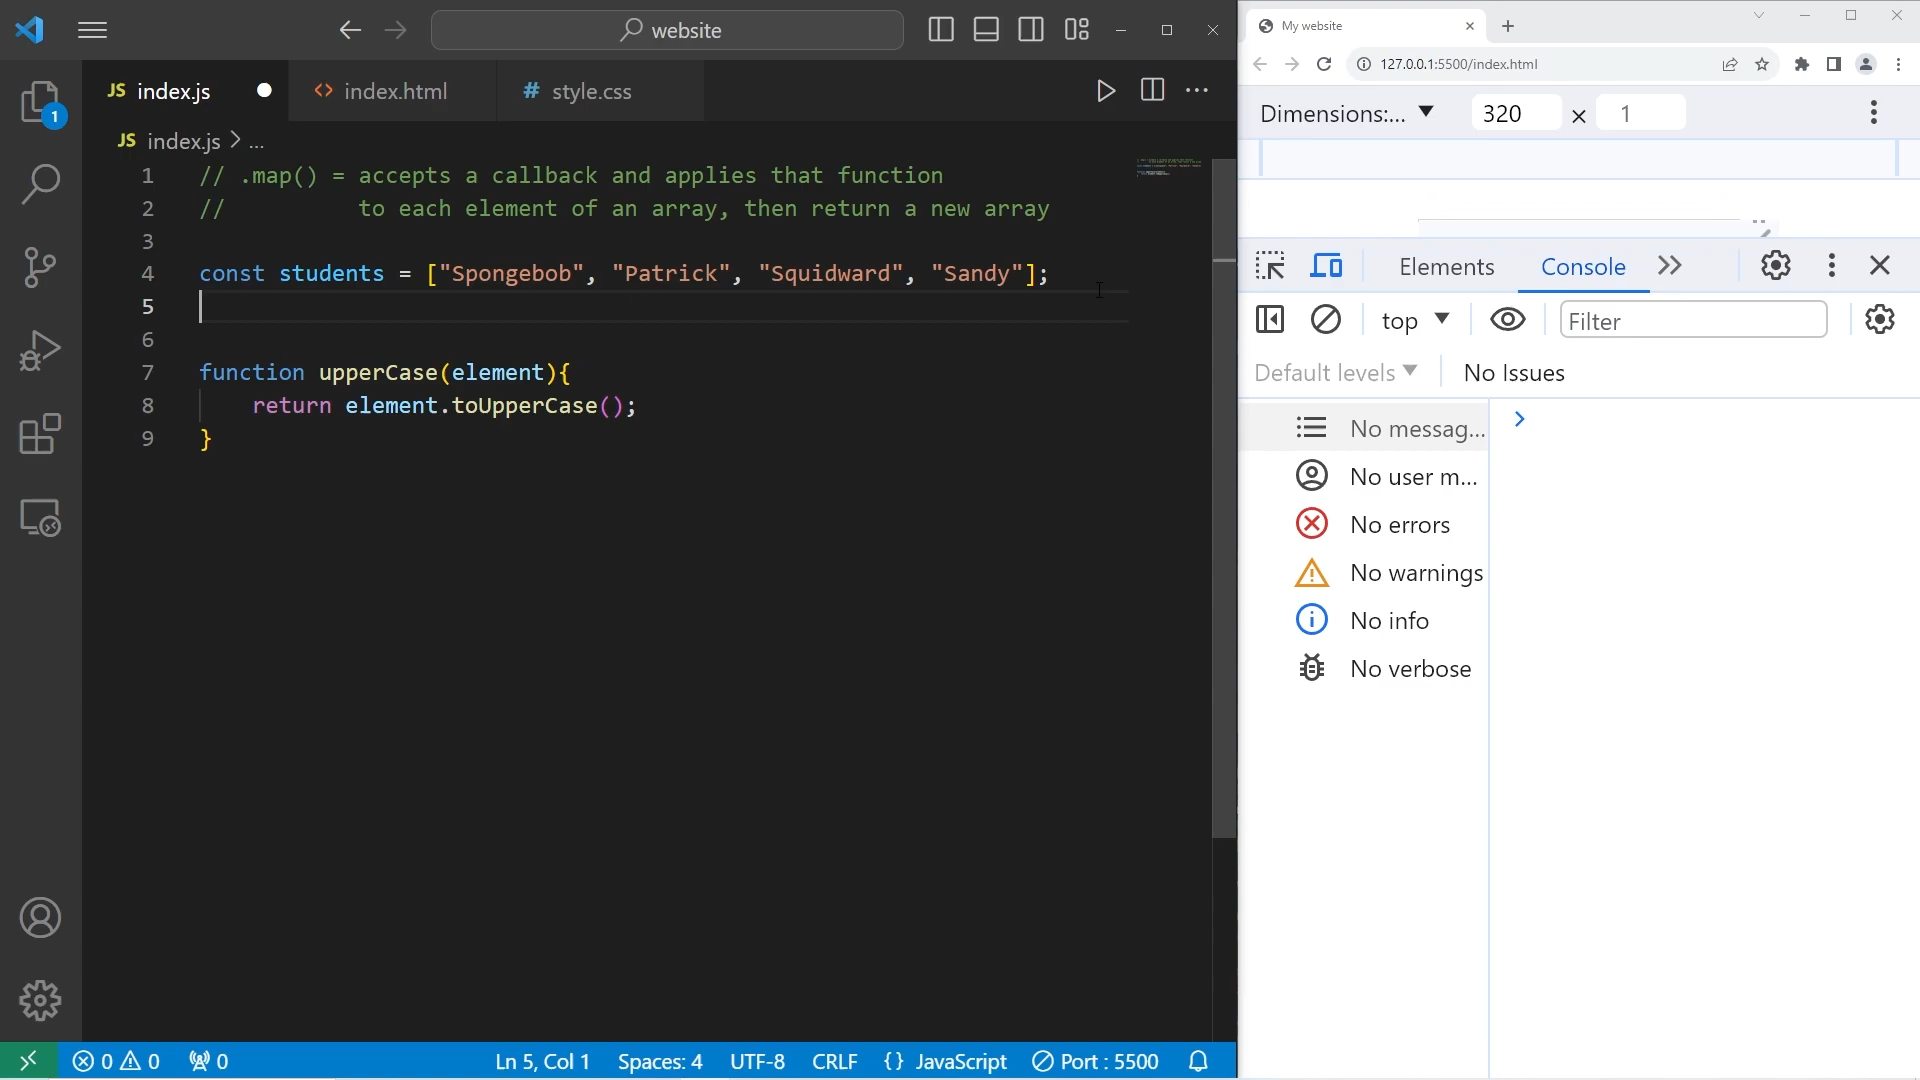 website
JS index.js
<> index.html
# style.css
JS index.js > ...
1 // .map() = accepts a callback and applies that function
2 //          to each element of an array, then return a new array
3
4 const students = ["Spongebob", "Patrick", "Squidward", "Sandy"];
5
6
7 function upperCase(element){
8     return element.toUpperCase();
9 }
1
0 0 0
Ln 5, Col 1
Spaces: 4
UTF-8
CRLF
{} JavaScript
Port : 5500
My website
127.0.0.1:5500/index.html
Dimensions:...
320 × 1
Elements
Console
top
Filter
Default levels
No Issues
No messag...
No user m...
No errors
No warnings
No info
No verbose